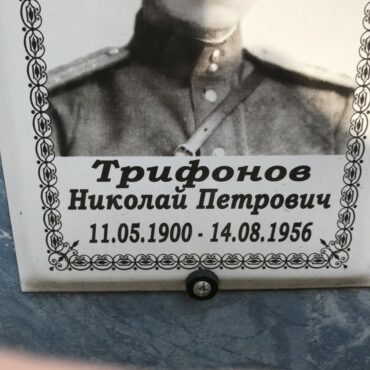 Трифонов
Николай Петрович
11.05.1900 - 14.08.1956